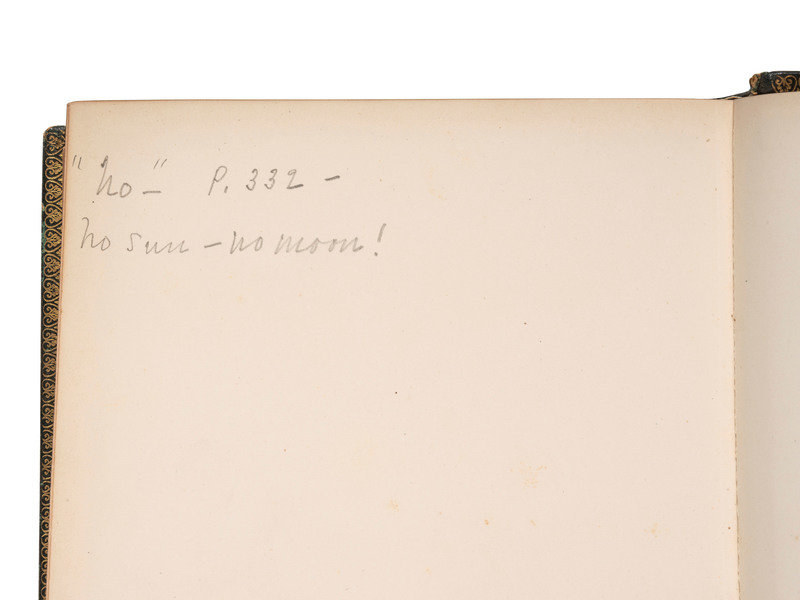 "No—" P. 332 —
No sun — no moon!